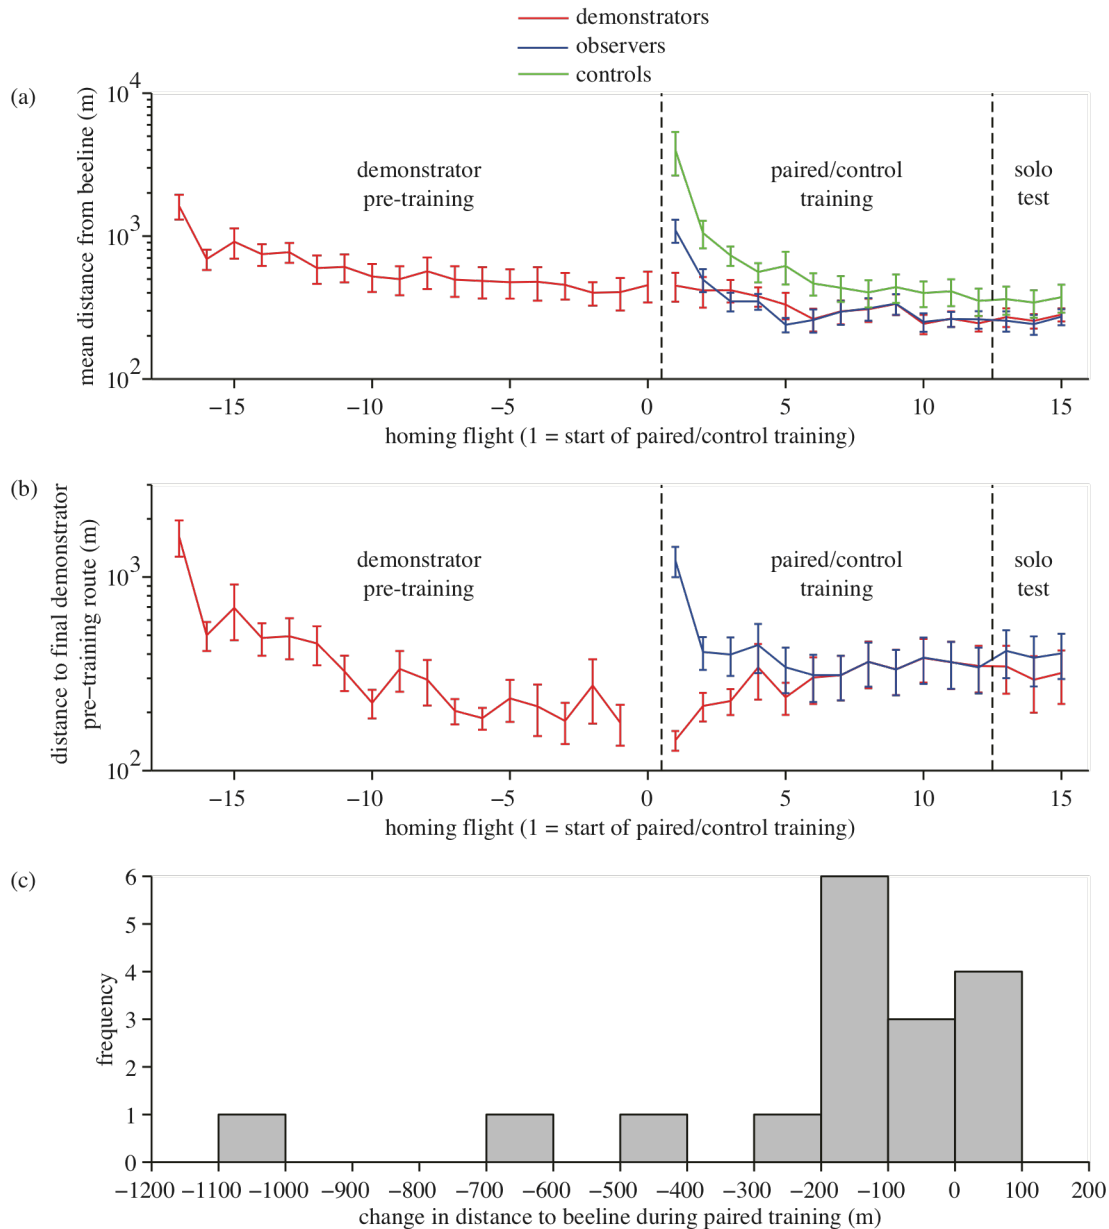 demonstrators
observers
controls
(a)
mean distance from beeline (m)
10^4
10^3
10^2
demonstrator
pre-training
paired/control
training
solo
test
−15 −10 −5 0 5 10 15
homing flight (1 = start of paired/control training)
(b)
distance to final demonstrator
pre–training route (m)
10^3
10^2
demonstrator
pre-training
paired/control
training
solo
test
−15 −10 −5 0 5 10 15
homing flight (1 = start of paired/control training)
(c)
frequency
6
5
4
3
2
1
0
−1200 −1100 −1000 −900 −800 −700 −600 −500 −400 −300 −200 −100 0 100 200
change in distance to beeline during paired training (m)